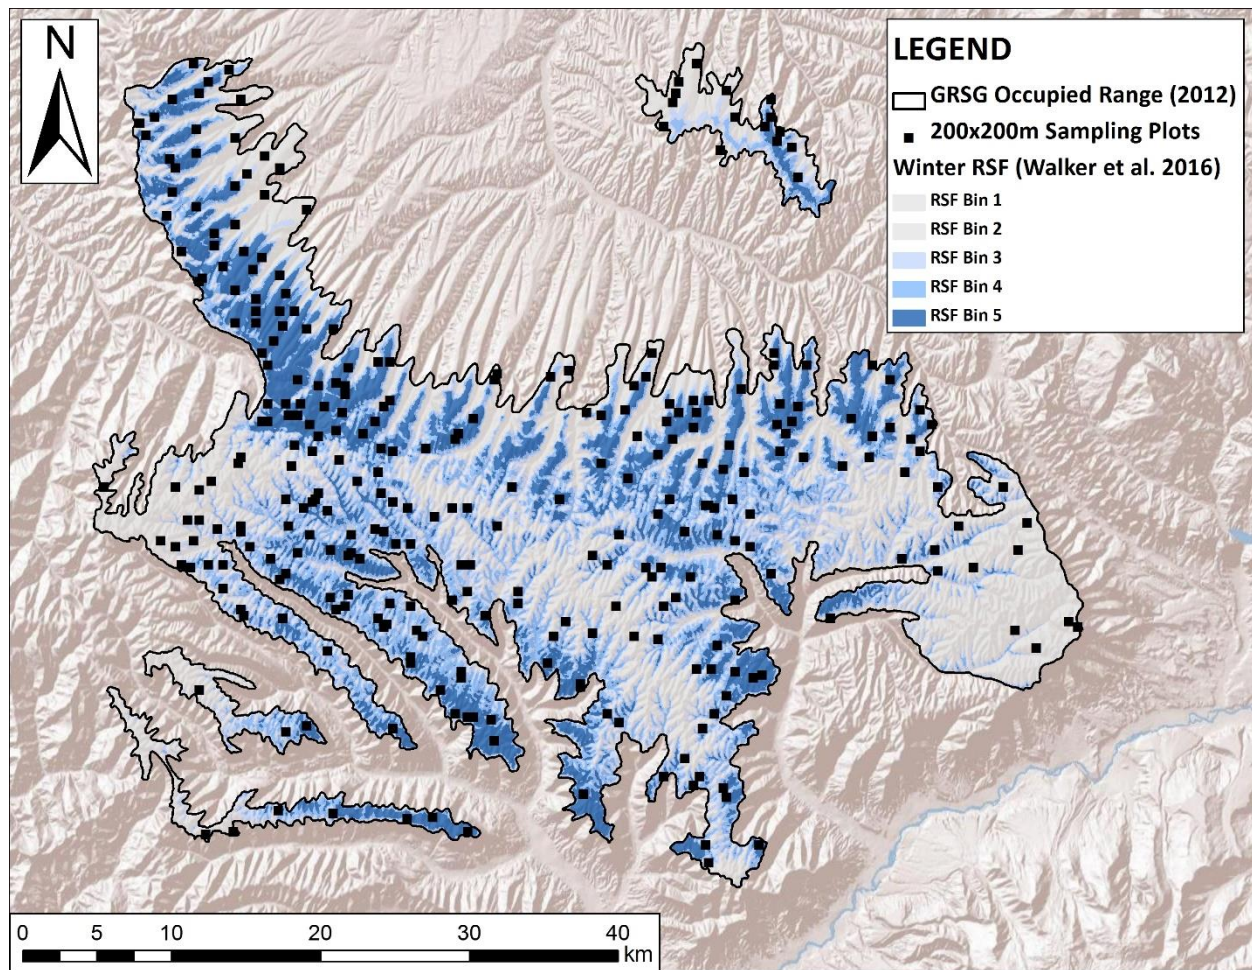 N
LEGEND
GRSG Occupied Range (2012)
200x200m Sampling Plots
Winter RSF (Walker et al. 2016)
RSF Bin 1
RSF Bin 2
RSF Bin 3
RSF Bin 4
RSF Bin 5
0 5 10 20 30 40
km